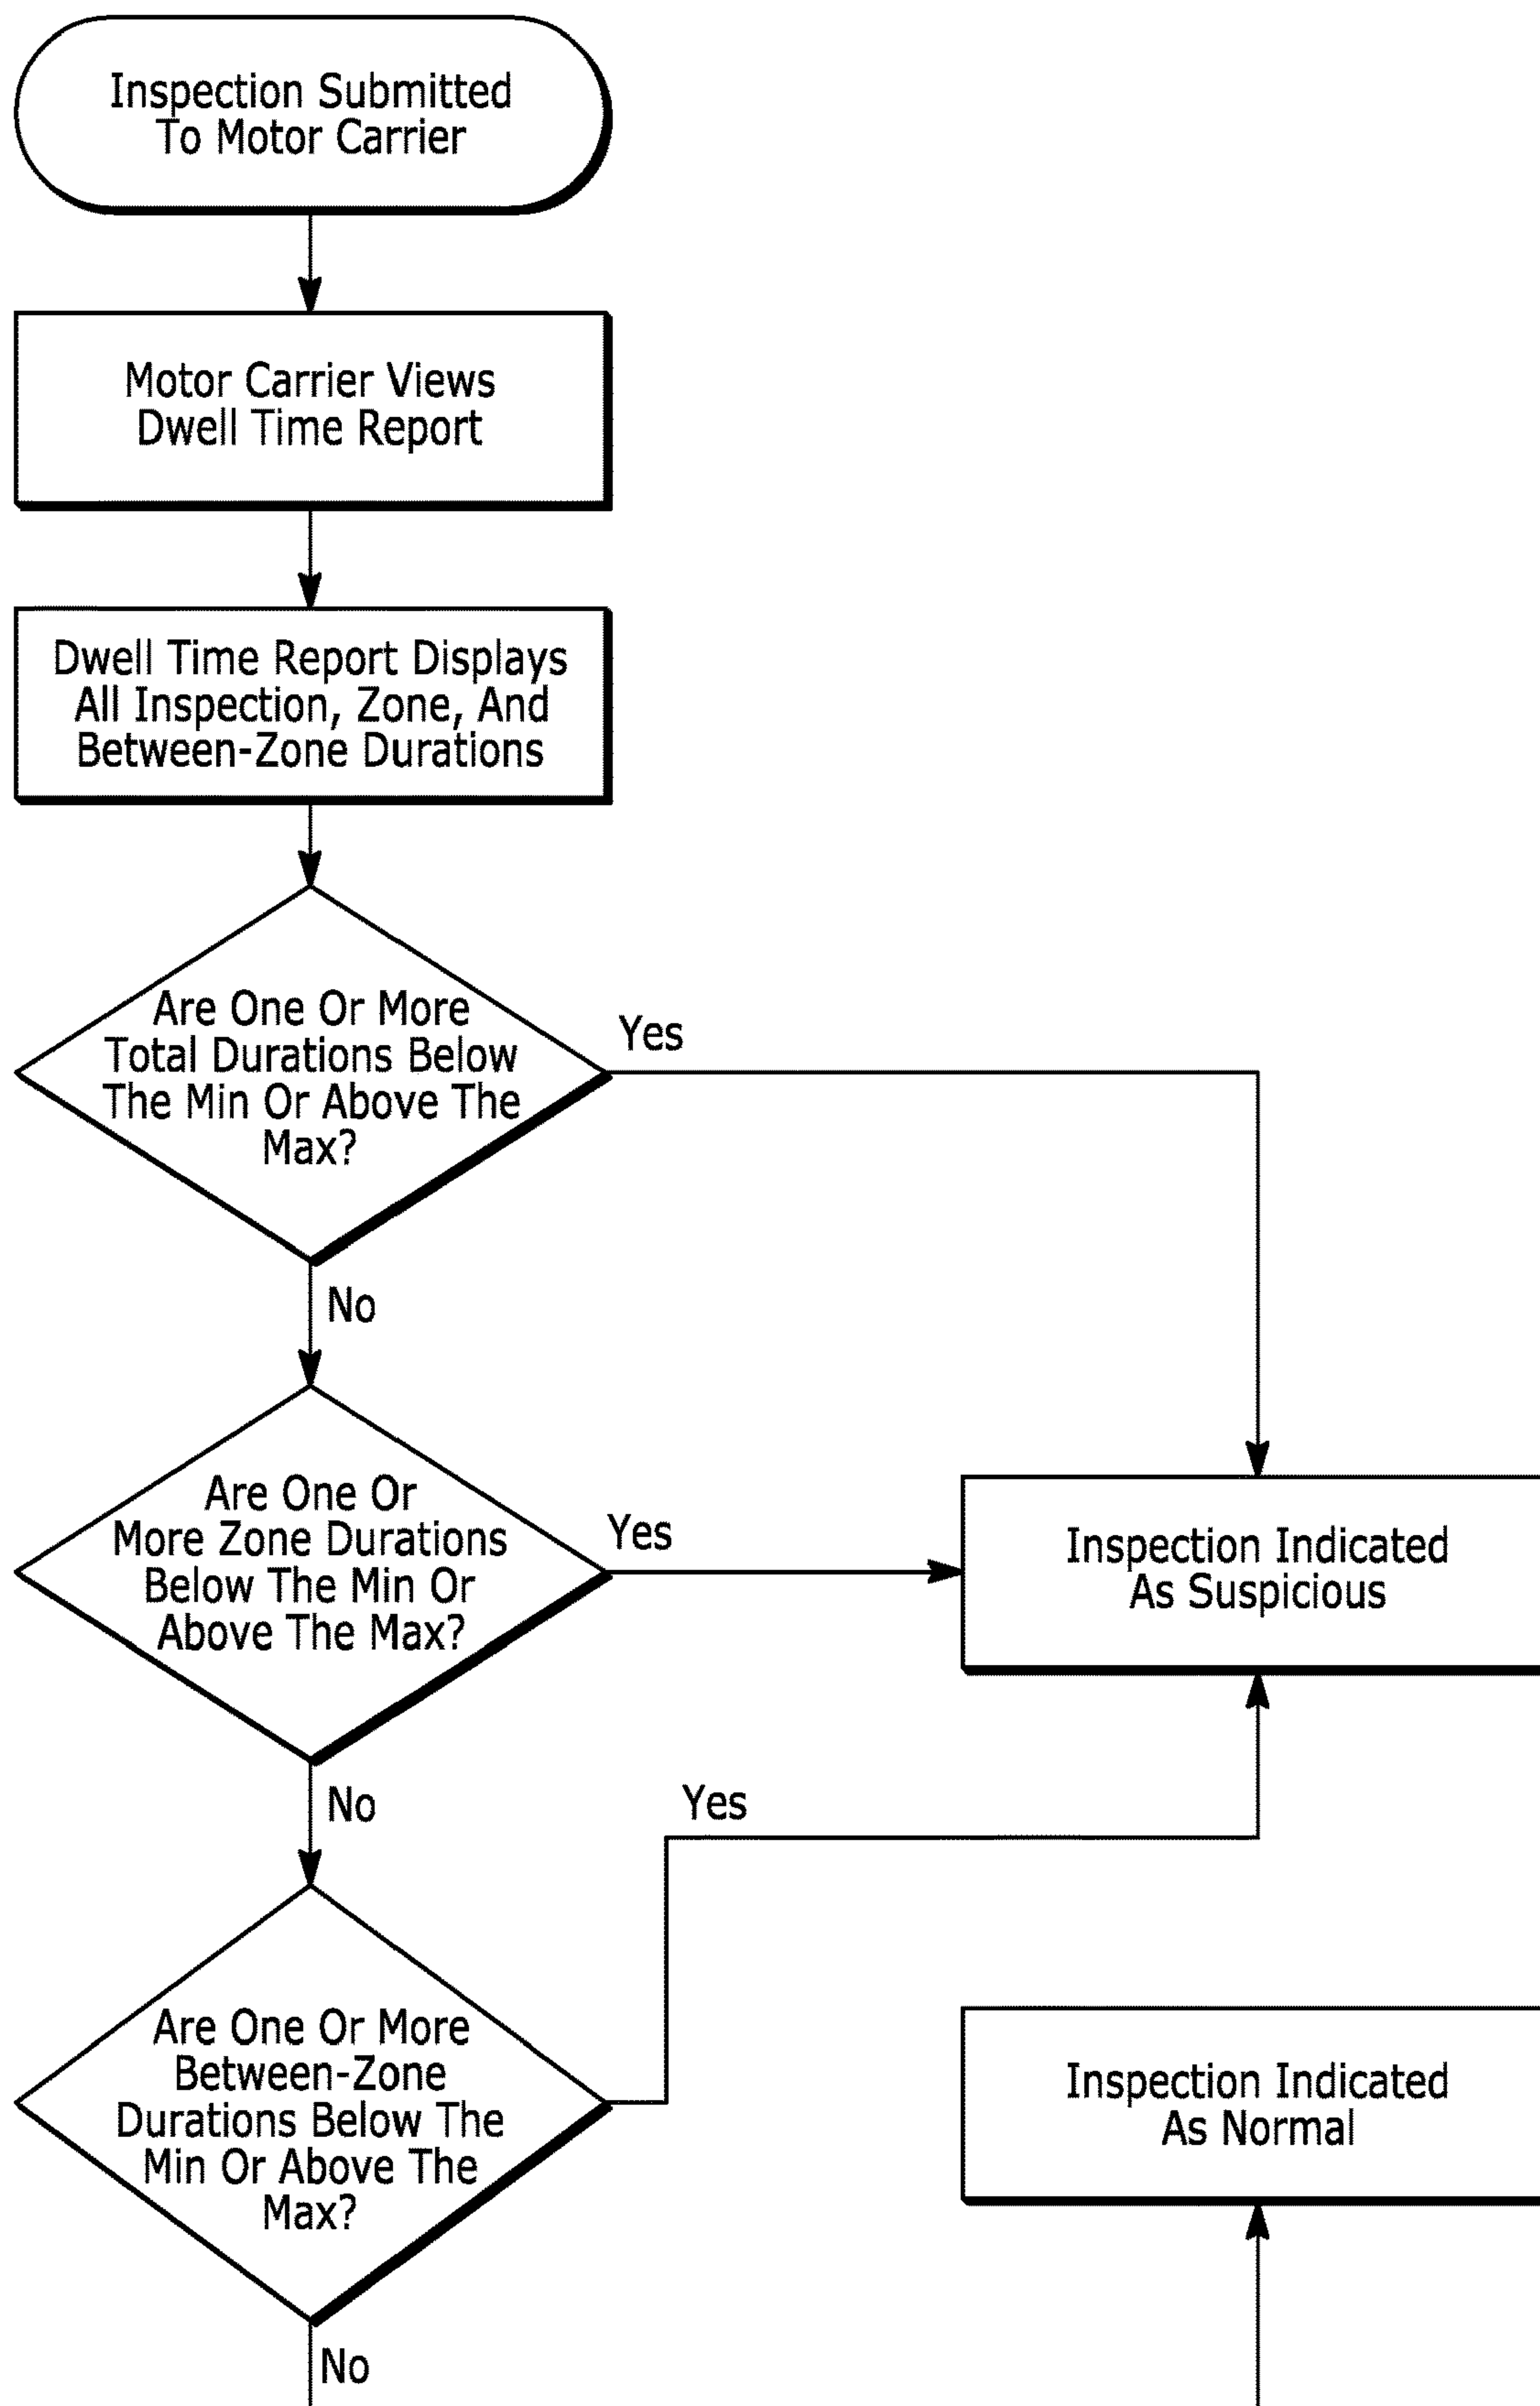 Inspection Submitted
To Motor Carrier
Motor Carrier Views
Dwell Time Report
Dwell Time Report Displays
All Inspection, Zone, And
Between-Zone Durations
Are One Or More
Total Durations Below
The Min Or Above The
Max?
Yes
No
Are One Or
More Zone Durations
Below The Min Or
Above The Max?
Yes
Inspection Indicated
As Suspicious
No
Yes
Are One Or More
Between-Zone
Durations Below The
Min Or Above The
Max?
Inspection Indicated
As Normal
No